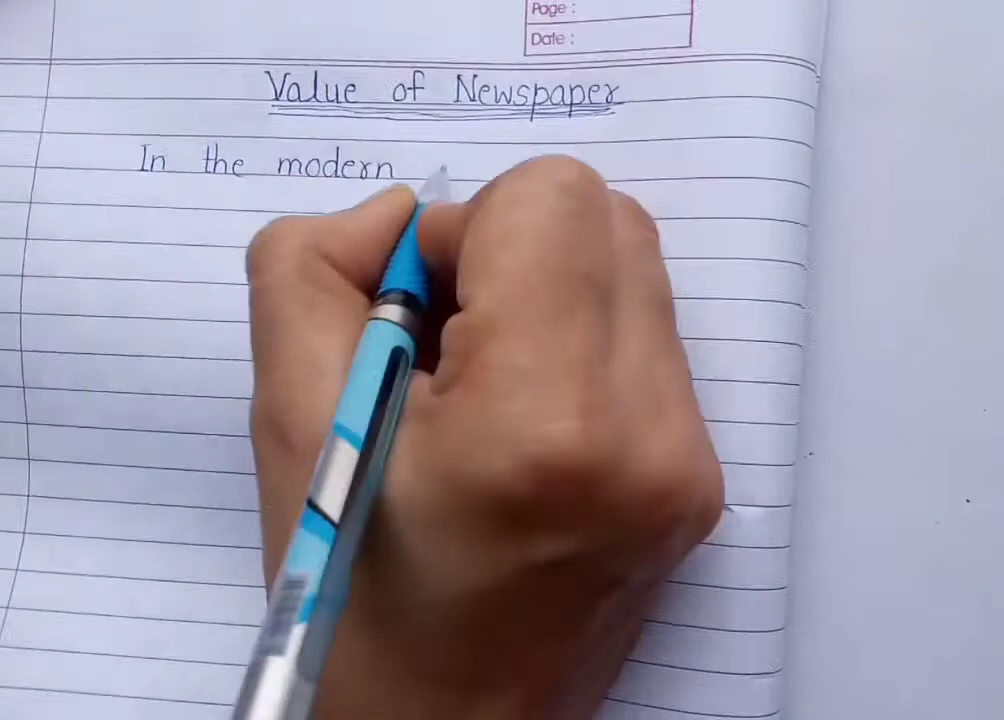 Page :
Date :
Value of Newspaper
In the modern